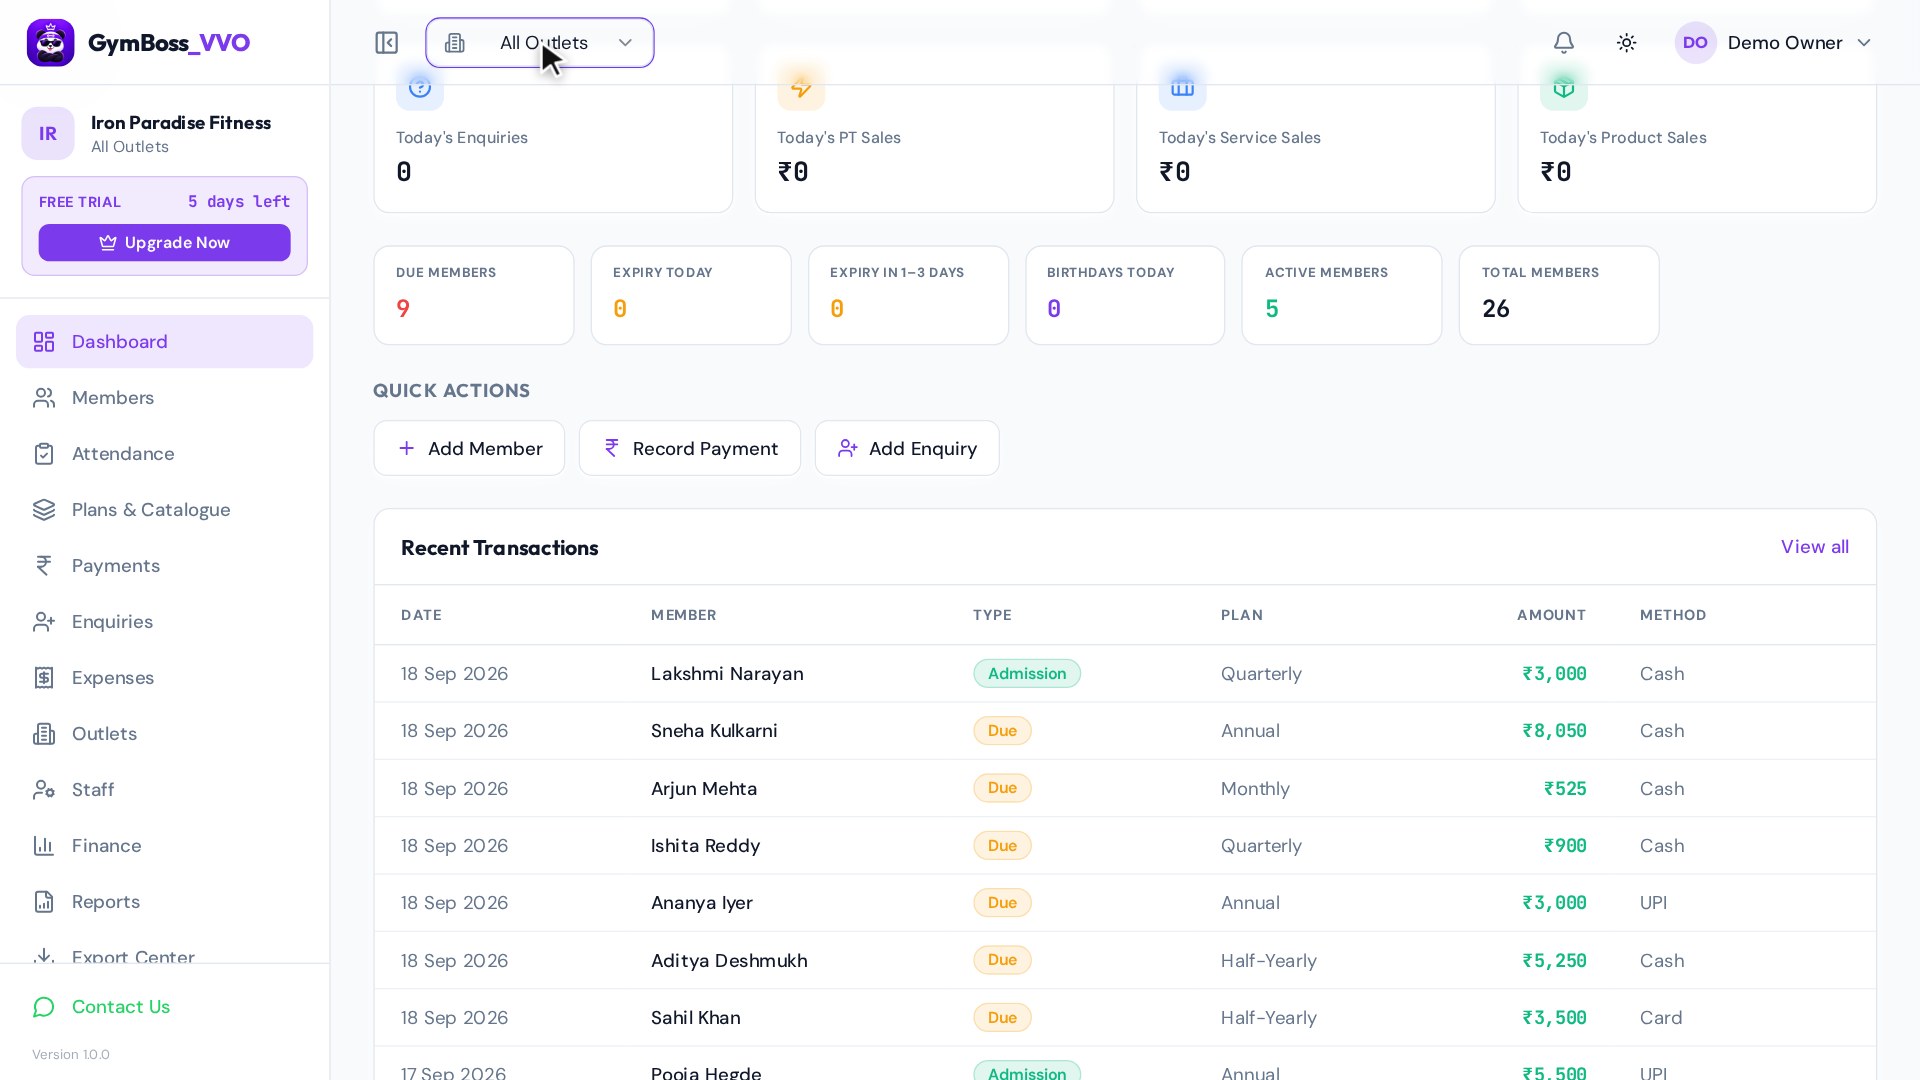 GymBoss_VVO
All Outlets
DO
Demo Owner
IR
Iron Paradise Fitness
All Outlets
FREE TRIAL
5 days left
Upgrade Now
Dashboard
Members
Attendance
Plans & Catalogue
Payments
Enquiries
Expenses
Outlets
Staff
Finance
Reports
Export Center
Contact Us
Version 1.0.0
Today's Enquiries
0
Today's PT Sales
₹0
Today's Service Sales
₹0
Today's Product Sales
₹0
DUE MEMBERS
9
EXPIRY TODAY
0
EXPIRY IN 1–3 DAYS
0
BIRTHDAYS TODAY
0
ACTIVE MEMBERS
5
TOTAL MEMBERS
26
QUICK ACTIONS
Add Member
Record Payment
Add Enquiry
Recent Transactions
View all
DATE MEMBER TYPE PLAN AMOUNT METHOD
18 Sep 2026 Lakshmi Narayan Admission Quarterly ₹3,000 Cash
18 Sep 2026 Sneha Kulkarni Due Annual ₹8,050 Cash
18 Sep 2026 Arjun Mehta Due Monthly ₹525 Cash
18 Sep 2026 Ishita Reddy Due Quarterly ₹900 Cash
18 Sep 2026 Ananya Iyer Due Annual ₹3,000 UPI
18 Sep 2026 Aditya Deshmukh Due Half-Yearly ₹5,250 Cash
18 Sep 2026 Sahil Khan Due Half-Yearly ₹3,500 Card
17 Sep 2026 Pooja Hegde Admission Annual ₹5,500 UPI